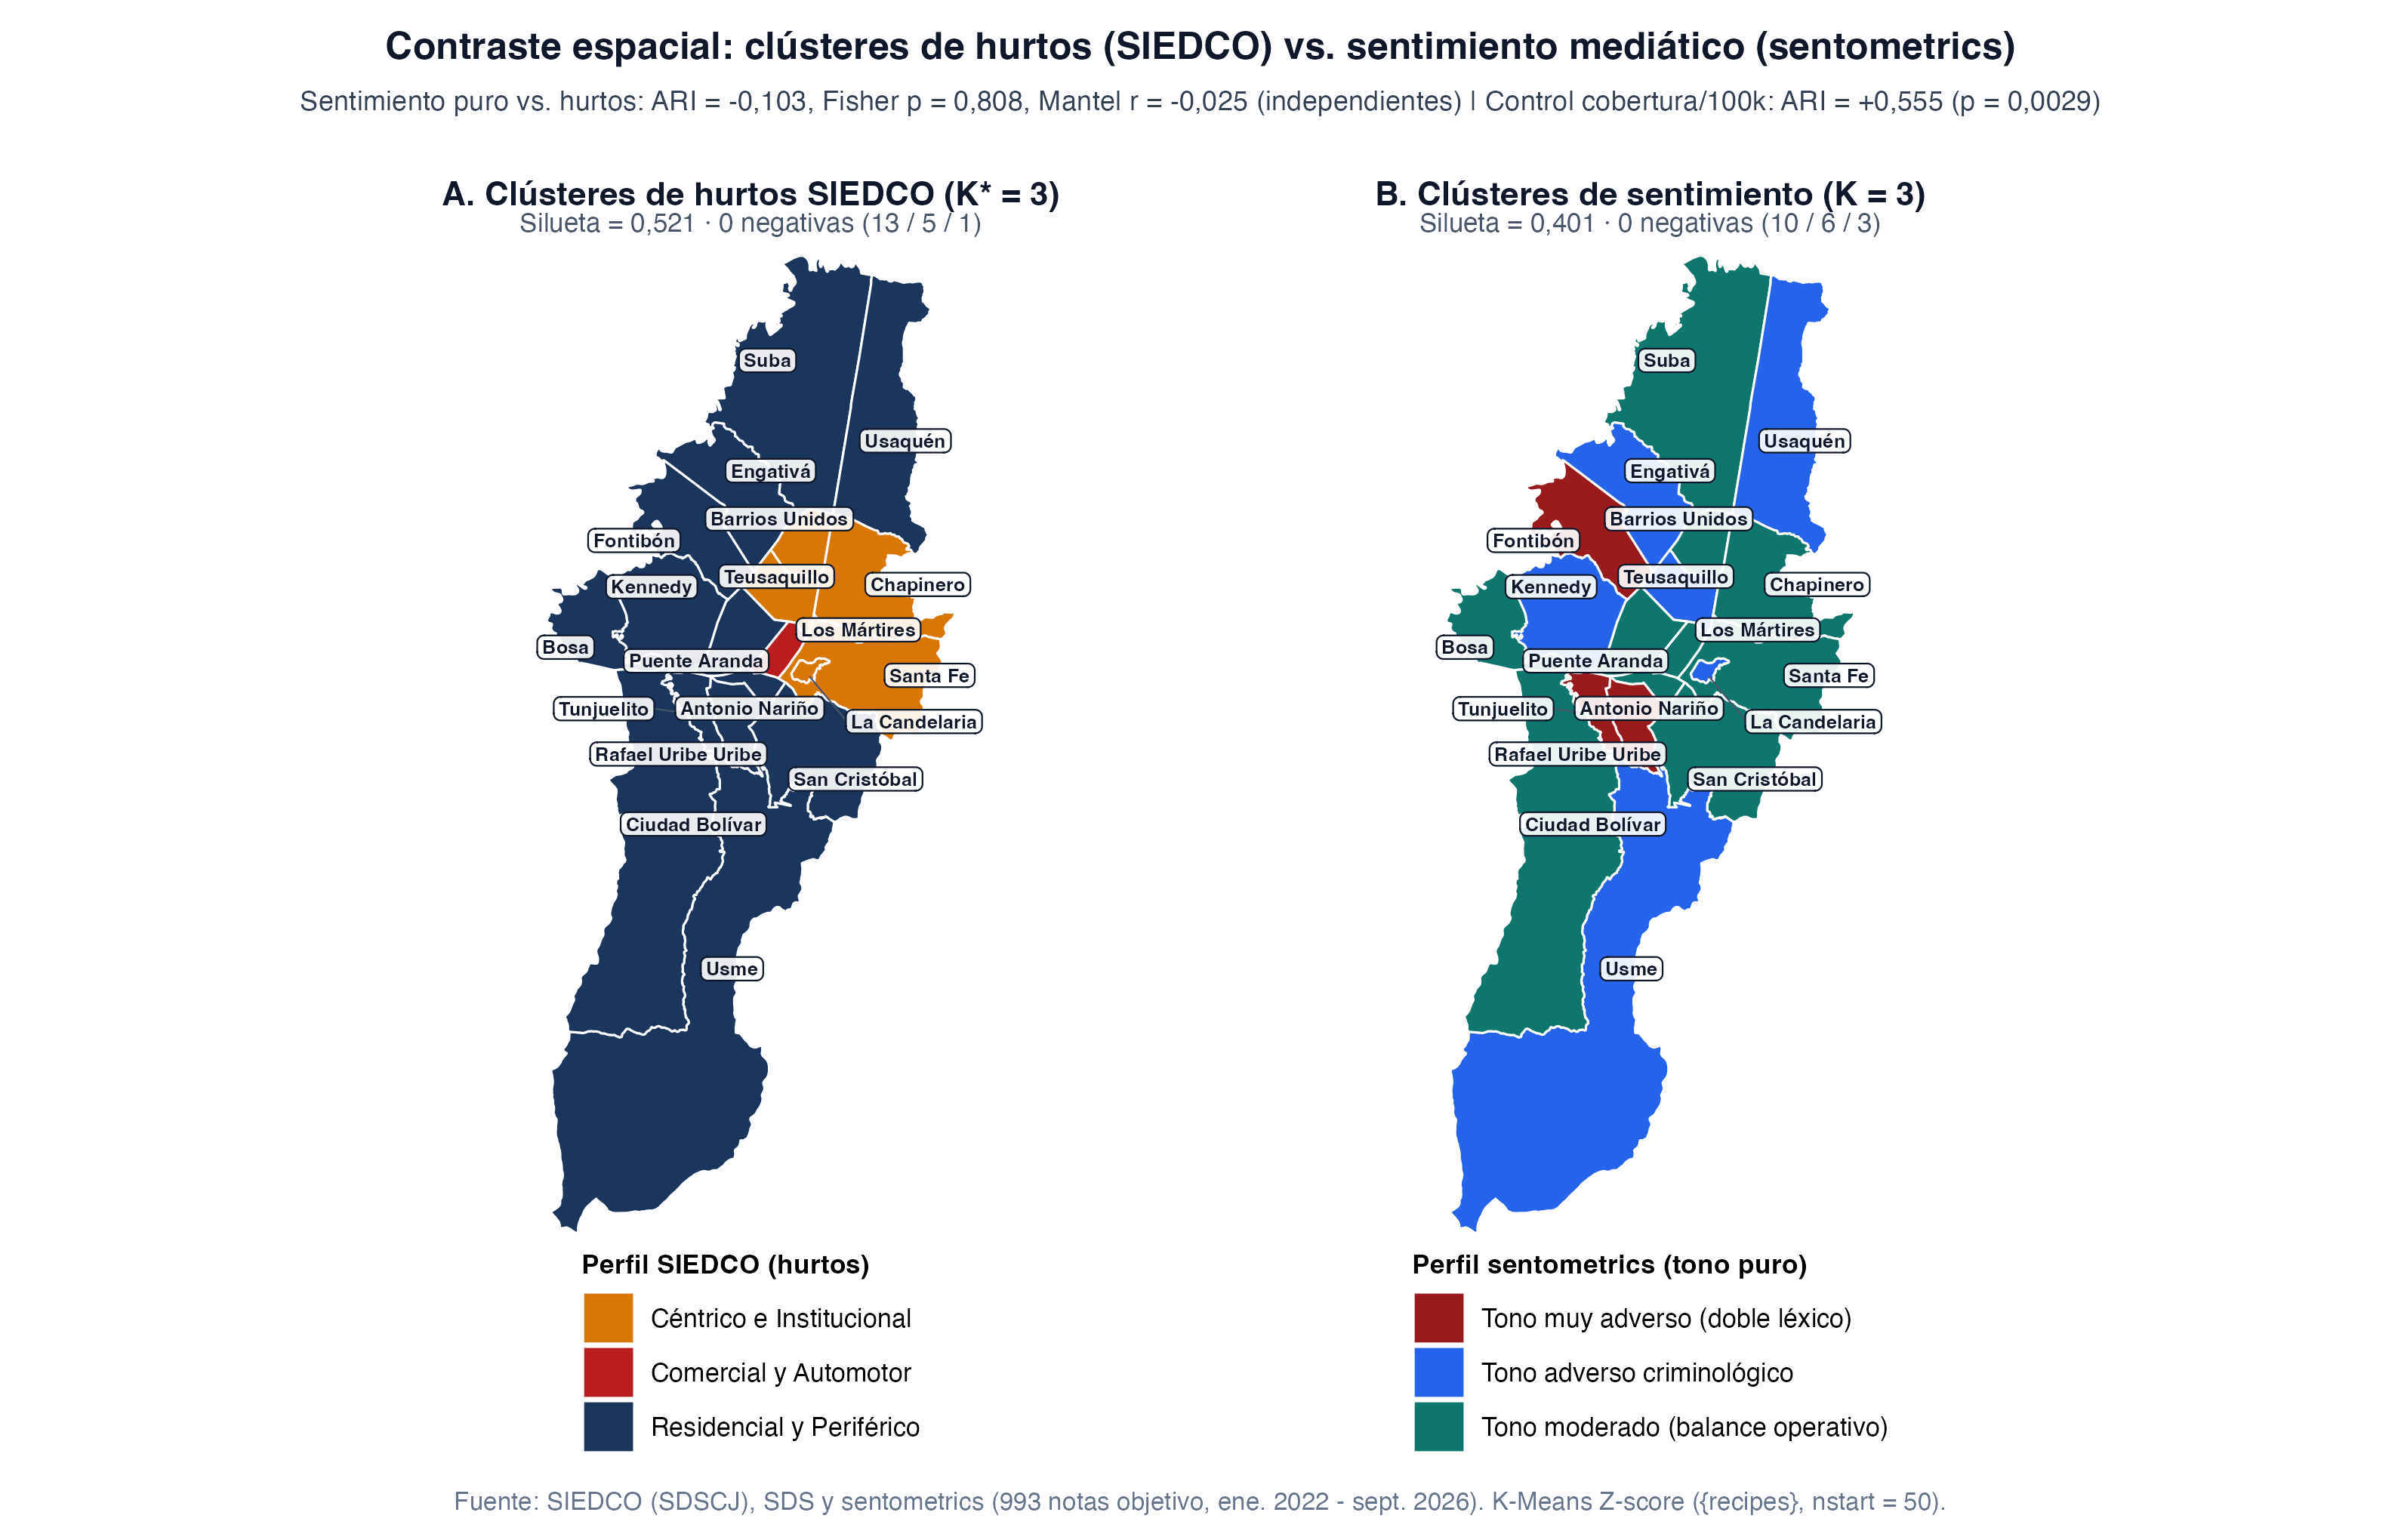 Contraste espacial: clústeres de hurtos (SIEDCO) vs. sentimiento mediático (sentometrics)
Sentimiento puro vs. hurtos: ARI = -0,103, Fisher p = 0,808, Mantel r = -0,025 (independientes) | Control cobertura/100k: ARI = +0,555 (p = 0,0029)
A. Clústeres de hurtos SIEDCO (K* = 3)
Silueta = 0,521 · 0 negativas (13 / 5 / 1)
Suba
Usaquén
Engativá
Barrios Unidos
Fontibón
Teusaquillo
Kennedy
Chapinero
Los Mártires
Bosa
Puente Aranda
Santa Fe
Tunjuelito
Antonio Nariño
La Candelaria
Rafael Uribe Uribe
San Cristóbal
Ciudad Bolívar
Usme
Perfil SIEDCO (hurtos)
Céntrico e Institucional
Comercial y Automotor
Residencial y Periférico
B. Clústeres de sentimiento (K = 3)
Silueta = 0,401 · 0 negativas (10 / 6 / 3)
Suba
Usaquén
Engativá
Barrios Unidos
Fontibón
Teusaquillo
Kennedy
Chapinero
Los Mártires
Bosa
Puente Aranda
Santa Fe
Tunjuelito
Antonio Nariño
La Candelaria
Rafael Uribe Uribe
San Cristóbal
Ciudad Bolívar
Usme
Perfil sentometrics (tono puro)
Tono muy adverso (doble léxico)
Tono adverso criminológico
Tono moderado (balance operativo)
Fuente: SIEDCO (SDSCJ), SDS y sentometrics (993 notas objetivo, ene. 2022 - sept. 2026). K-Means Z-score ({recipes}, nstart = 50).